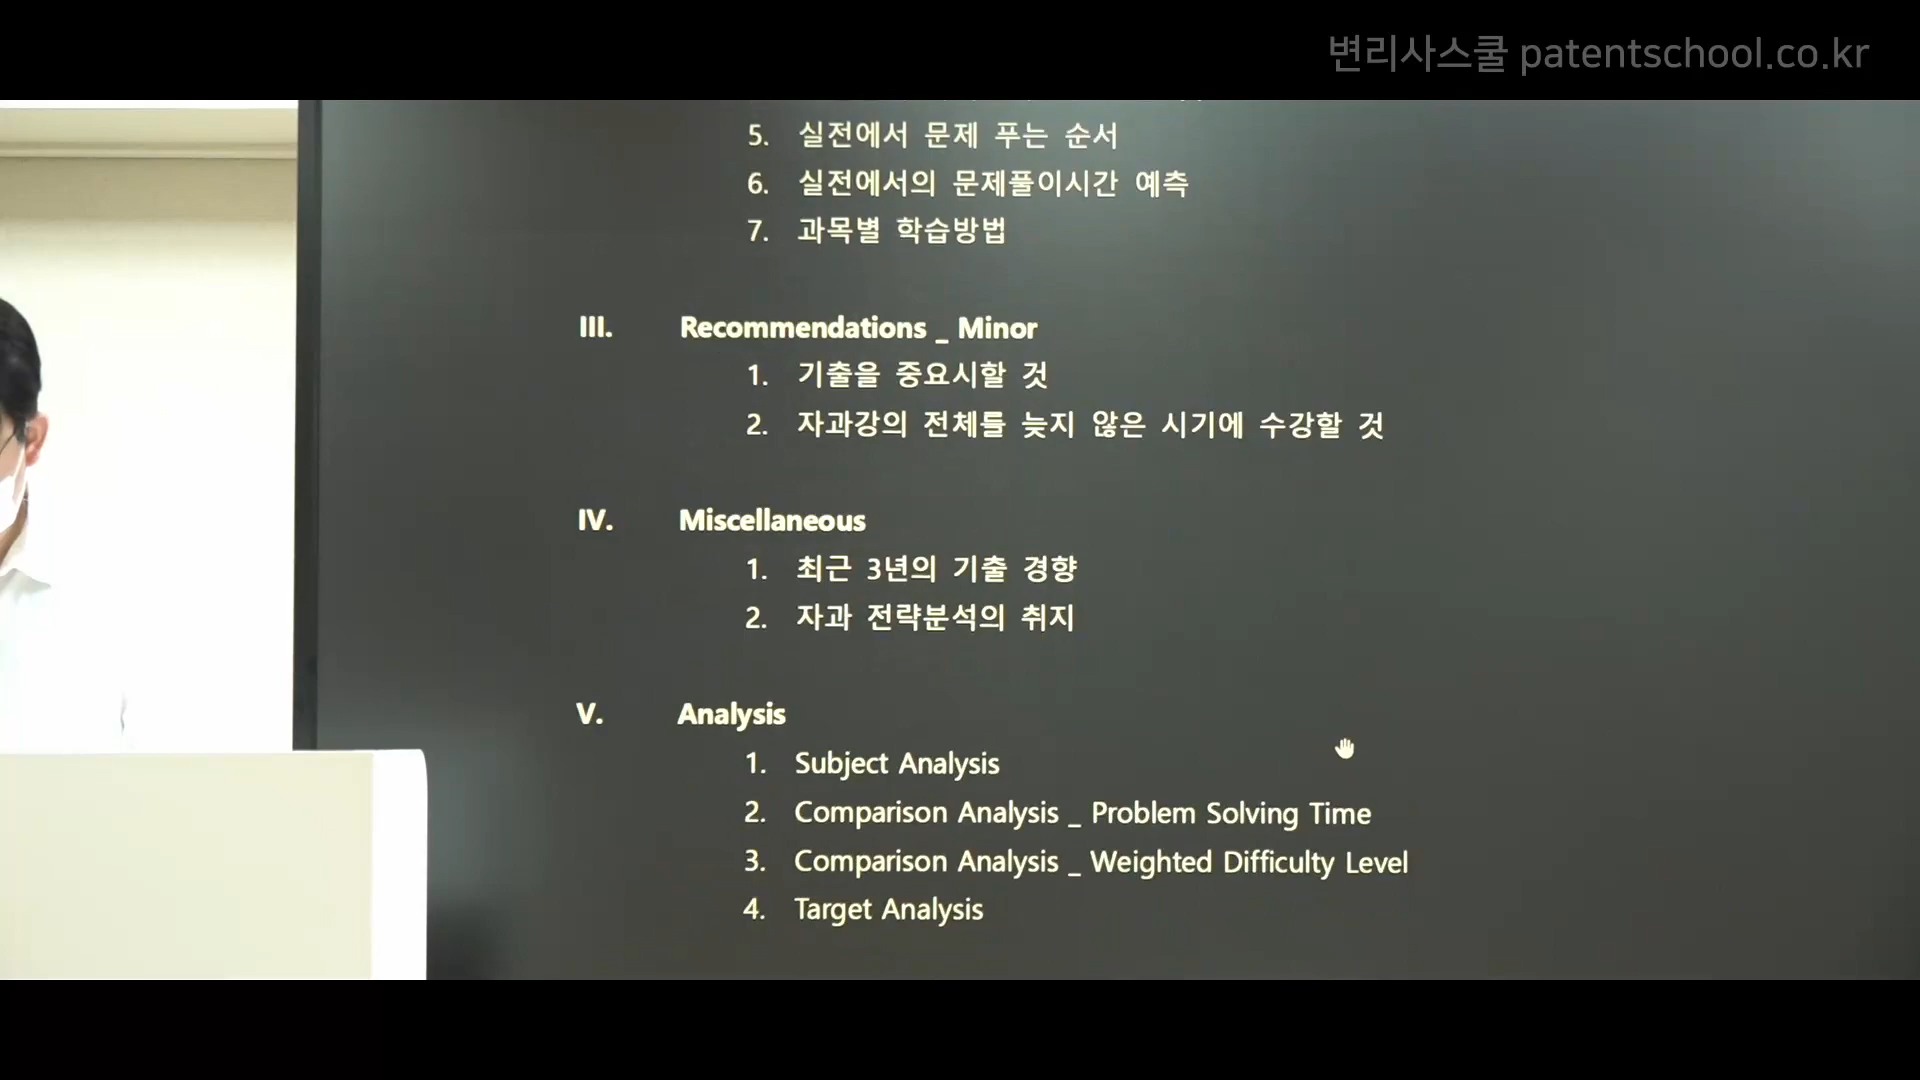 변리사스쿨 patentschool.co.kr
5. 실전에서 문제 푸는 순서
6. 실전에서의 문제풀이시간 예측
7. 과목별 학습방법
III. Recommendations _ Minor
1. 기출을 중요시할 것
2. 자과강의 전체를 늦지 않은 시기에 수강할 것
IV. Miscellaneous
1. 최근 3년의 기출 경향
2. 자과 전략분석의 취지
V. Analysis
1. Subject Analysis
2. Comparison Analysis _ Problem Solving Time
3. Comparison Analysis _ Weighted Difficulty Level
4. Target Analysis